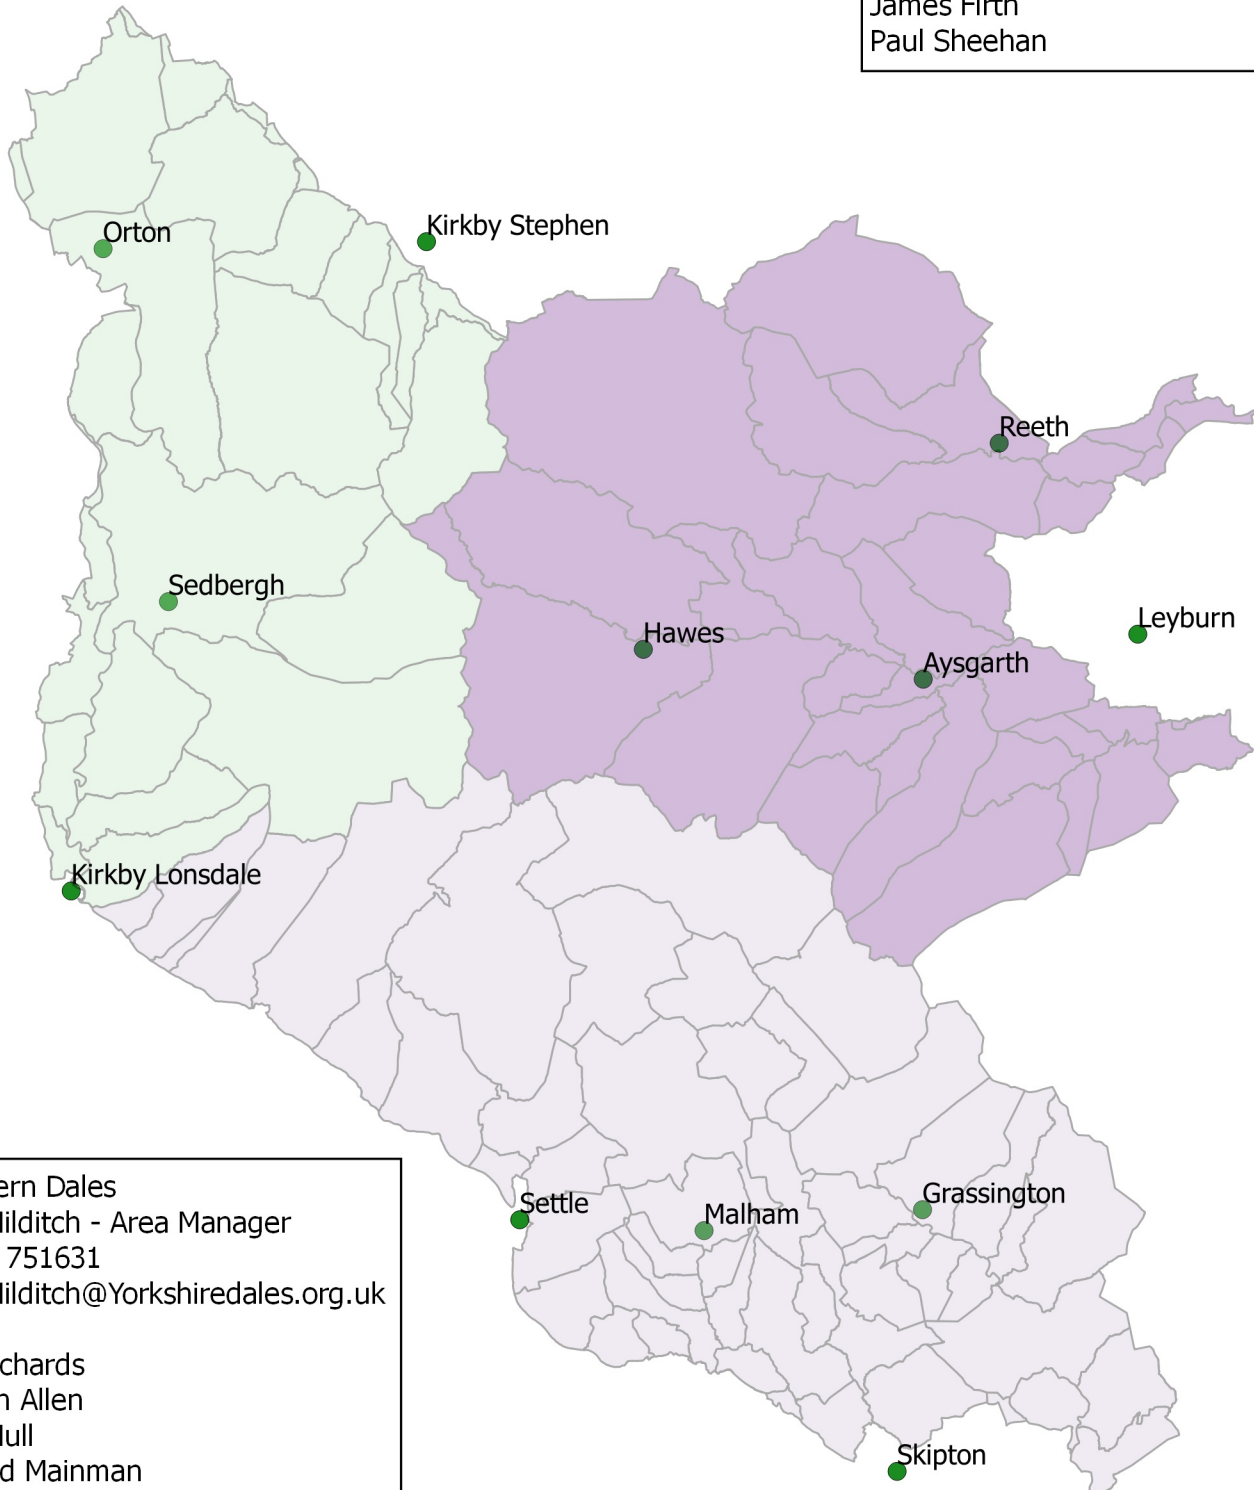 James Firth
Paul Sheehan
Orton
Kirkby Stephen
Reeth
Sedbergh
Hawes
Leyburn
Aysgarth
Kirkby Lonsdale
Settle
Malham
Grassington
Skipton
ern Dales
Hilditch - Area Manager
751631
Hilditch@Yorkshiredales.org.uk
chards
n Allen
Hull
d Mainman